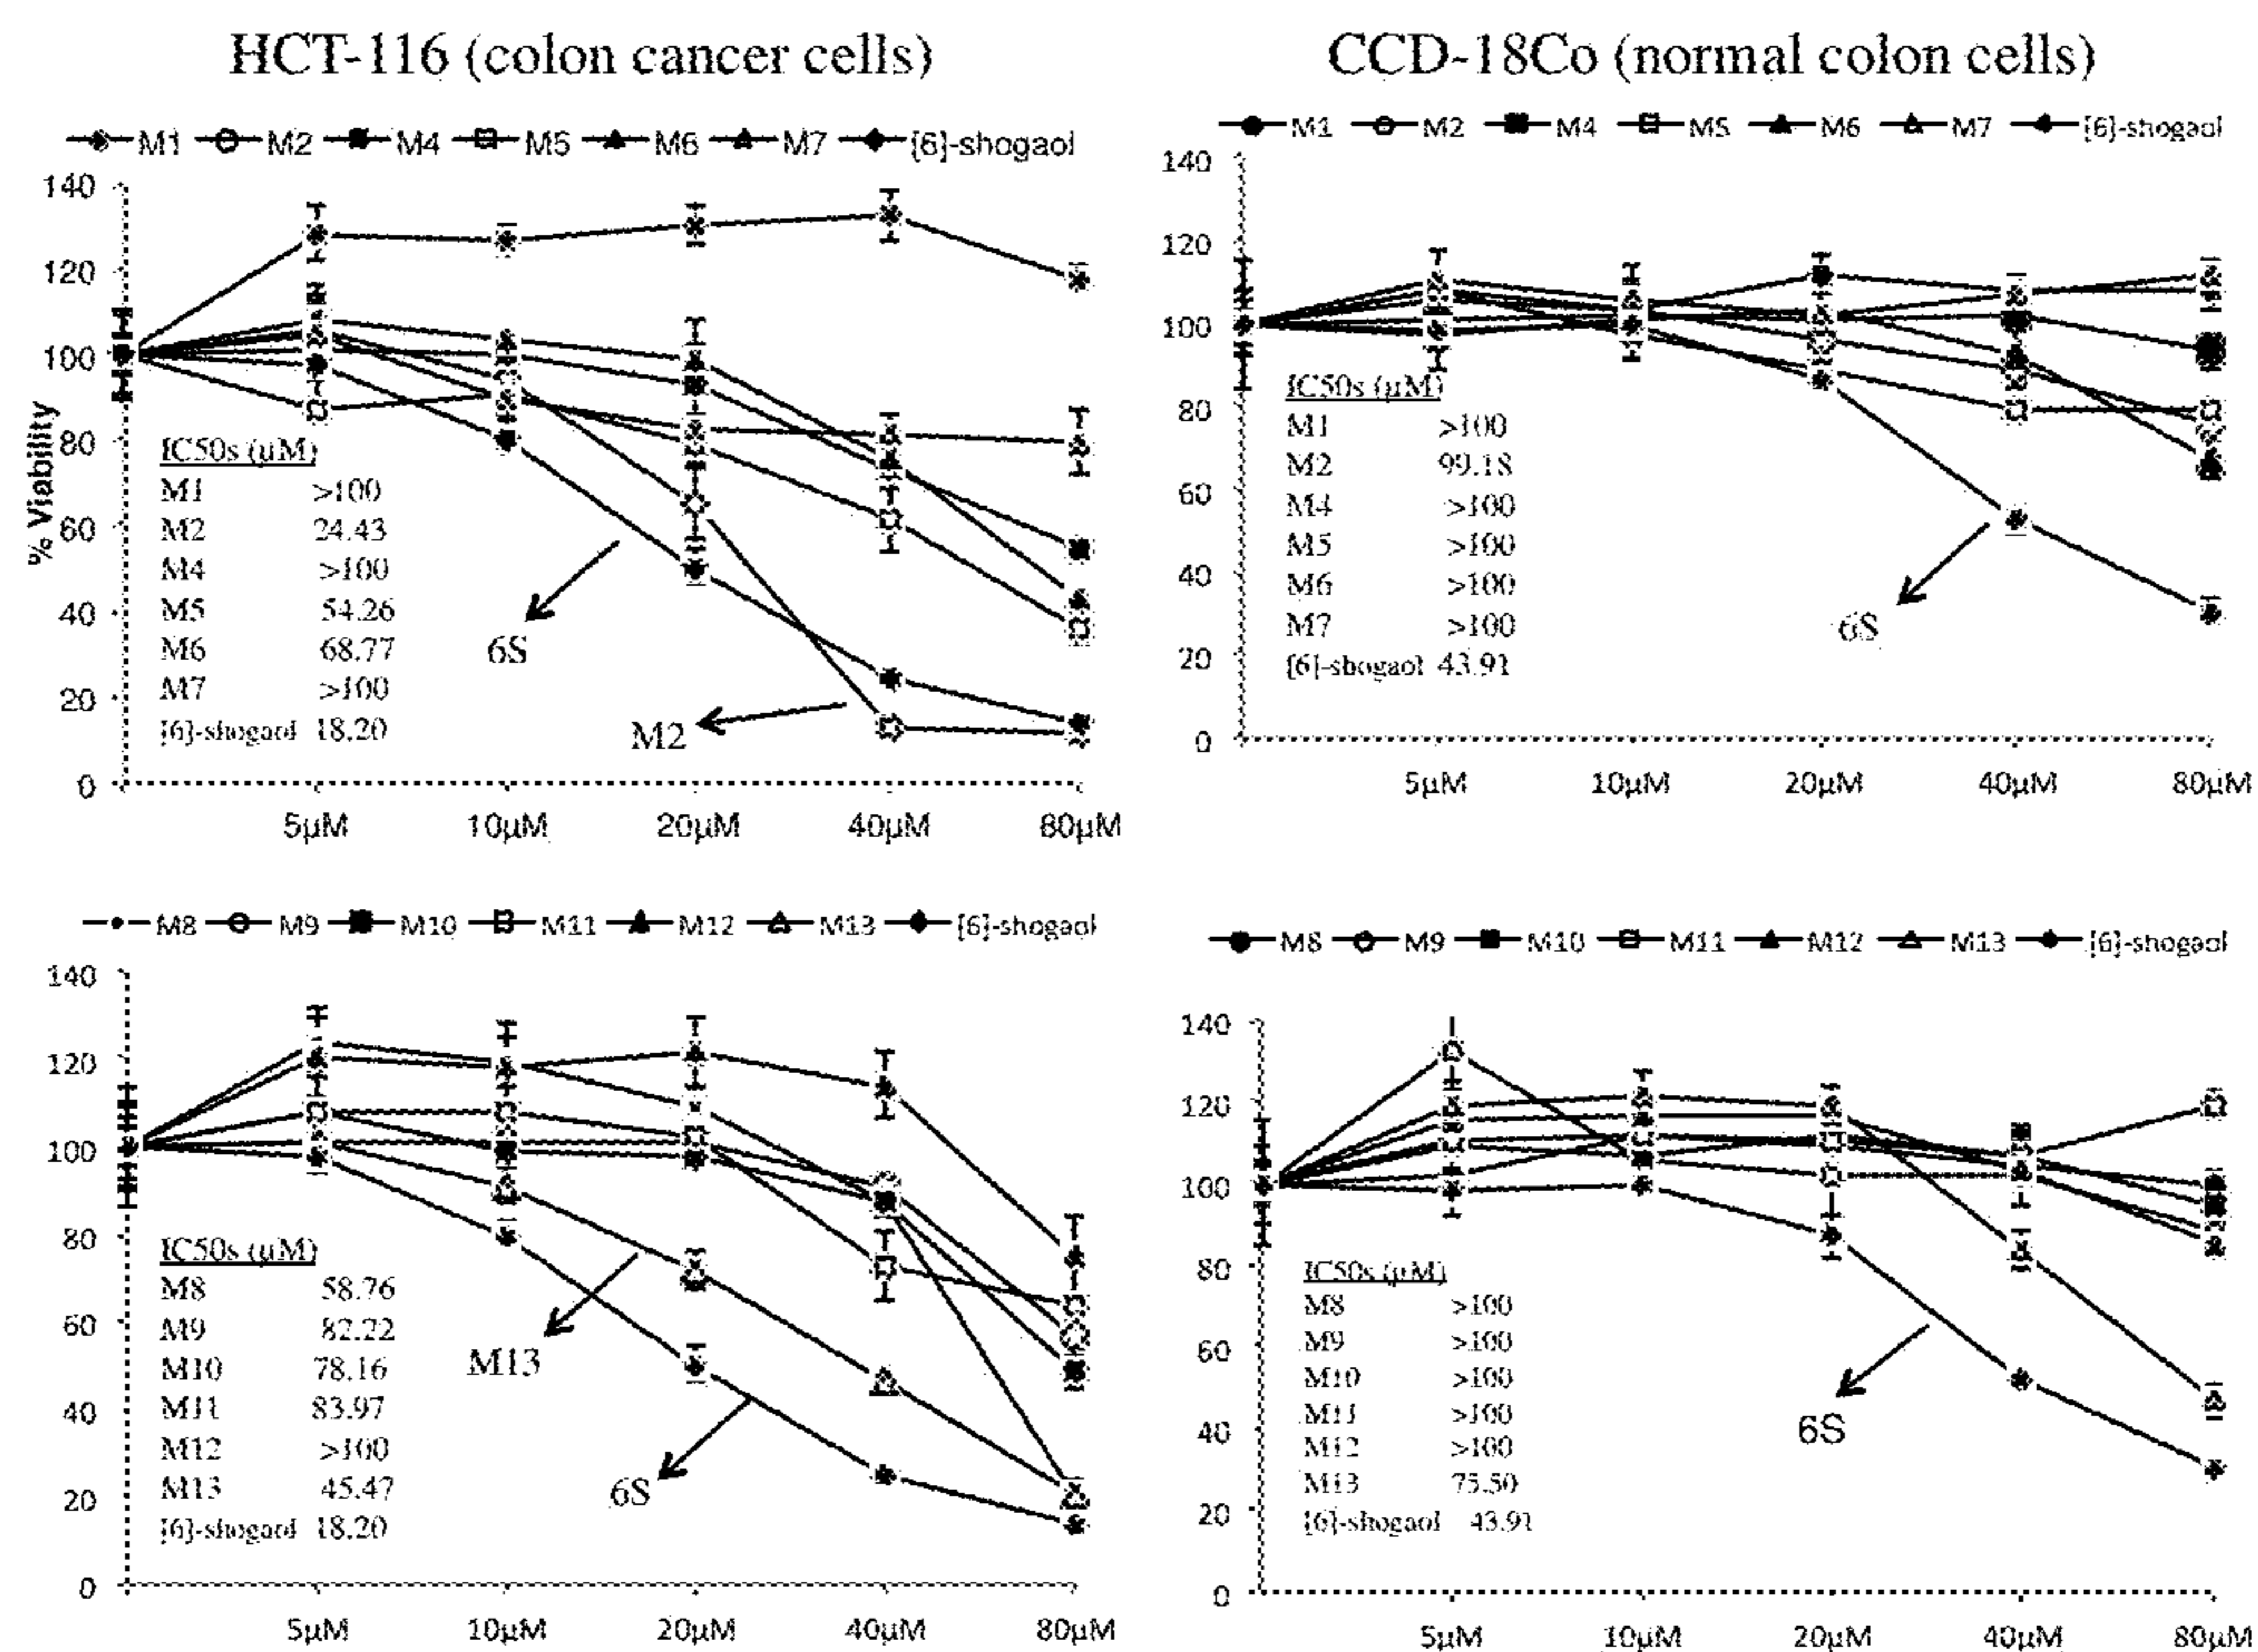 HCT-116 (colon cancer cells)
M1 M2 M4 M5 M6 M7 [6]-shogaol
140
120
100
80
60
40
20
0
% Viability
IC50s (µM)
M1 >100
M2 24.43
M4 >100
M5 54.26
M6 68.77
M7 >100
[6]-shogaol 18.20
6S
M2
5µM 10µM 20µM 40µM 80µM
CCD-18Co (normal colon cells)
M1 M2 M4 M5 M6 M7 [6]-shogaol
140
120
100
80
60
40
20
0
IC50s (µM)
M1 >100
M2 99.18
M4 >100
M5 >100
M6 >100
M7 >100
[6]-shogaol 43.91
6S
5µM 10µM 20µM 40µM 80µM
M8 M9 M10 M11 M12 M13 [6]-shogaol
140
120
100
80
60
40
20
0
IC50s (µM)
M8 58.76
M9 82.22
M10 78.16
M11 83.97
M12 >100
M13 45.47
[6]-shogaol 18.20
M13
6S
5µM 10µM 20µM 40µM 80µM
M8 M9 M10 M11 M12 M13 [6]-shogaol
140
120
100
80
60
40
20
0
IC50s (µM)
M8 >100
M9 >100
M10 >100
M11 >100
M12 >100
M13 75.50
[6]-shogaol 43.91
6S
5µM 10µM 20µM 40µM 80µM